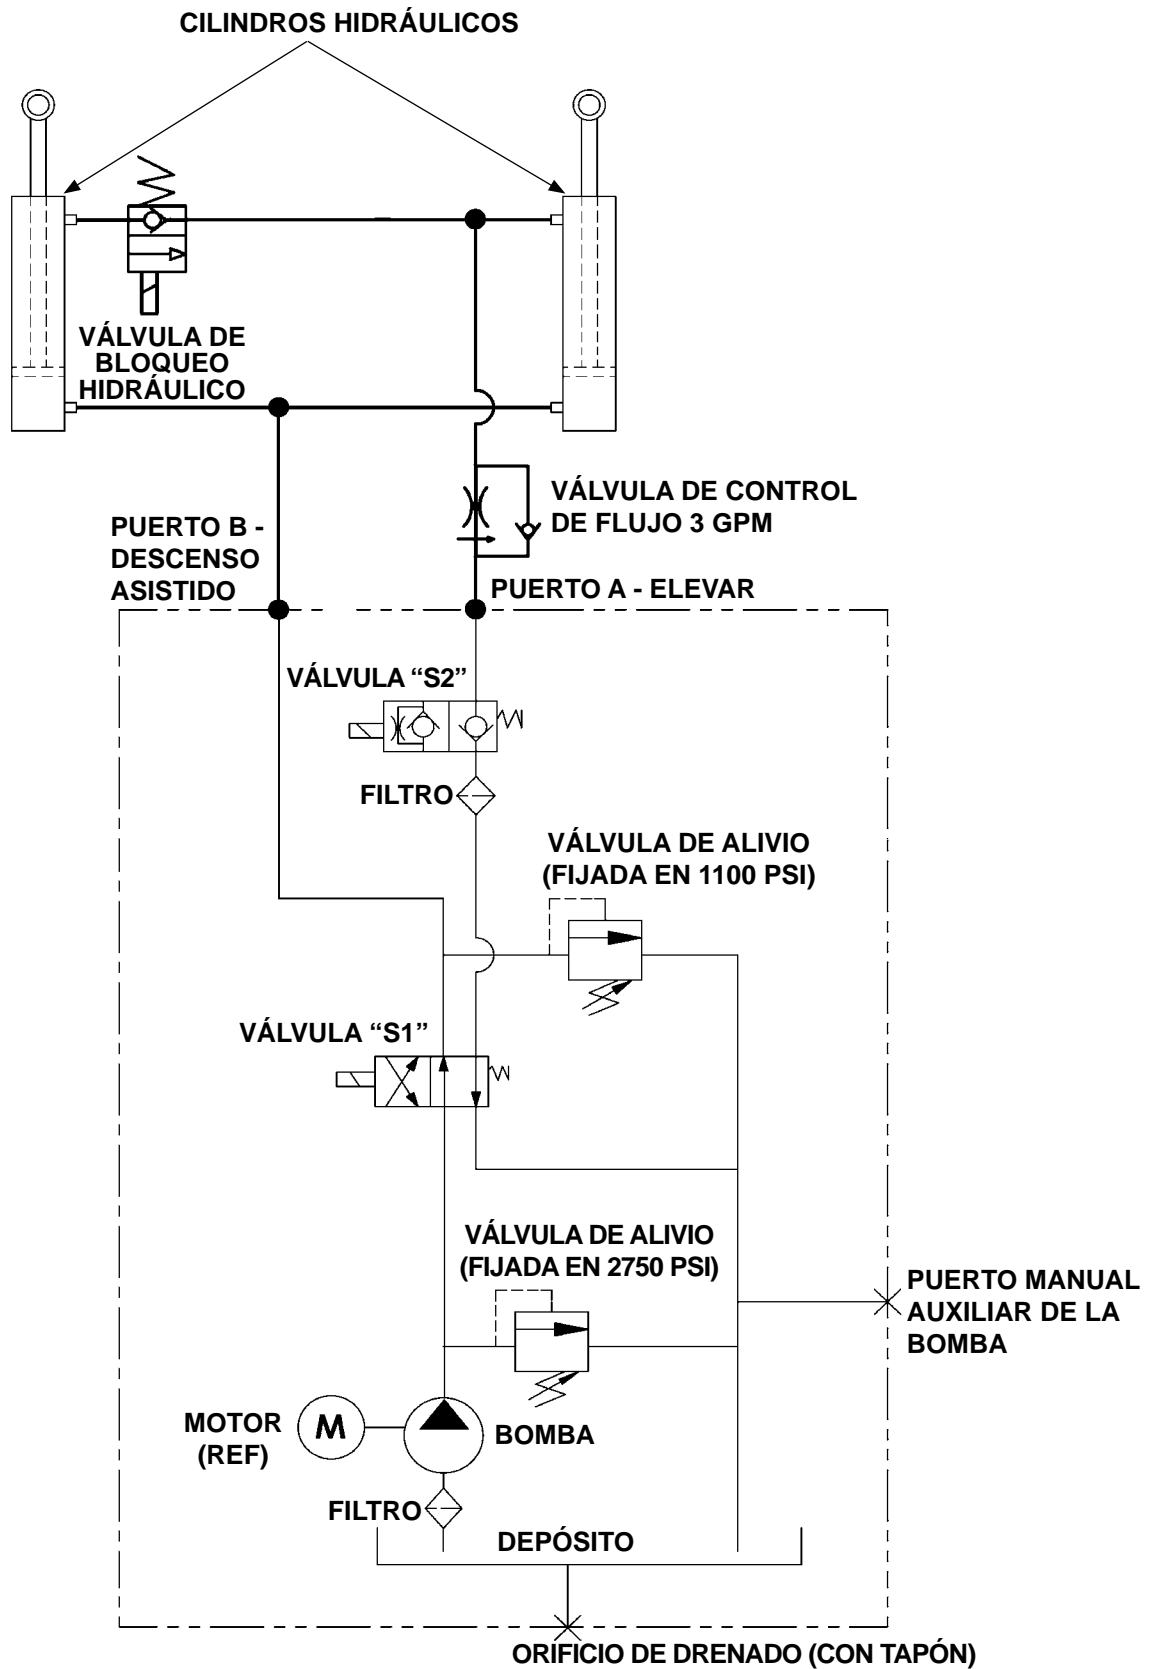 CILINDROS HIDRÁULICOS
VÁLVULA DE
BLOQUEO
HIDRÁULICO
VÁLVULA DE CONTROL
DE FLUJO 3 GPM
PUERTO B -
DESCENSO
ASISTIDO
PUERTO A - ELEVAR
VÁLVULA “S2”
FILTRO
VÁLVULA DE ALIVIO
(FIJADA EN 1100 PSI)
VÁLVULA “S1”
VÁLVULA DE ALIVIO
(FIJADA EN 2750 PSI)
PUERTO MANUAL
AUXILIAR DE LA
BOMBA
MOTOR
(REF)
M
BOMBA
FILTRO
DEPÓSITO
ORIFICIO DE DRENADO (CON TAPÓN)